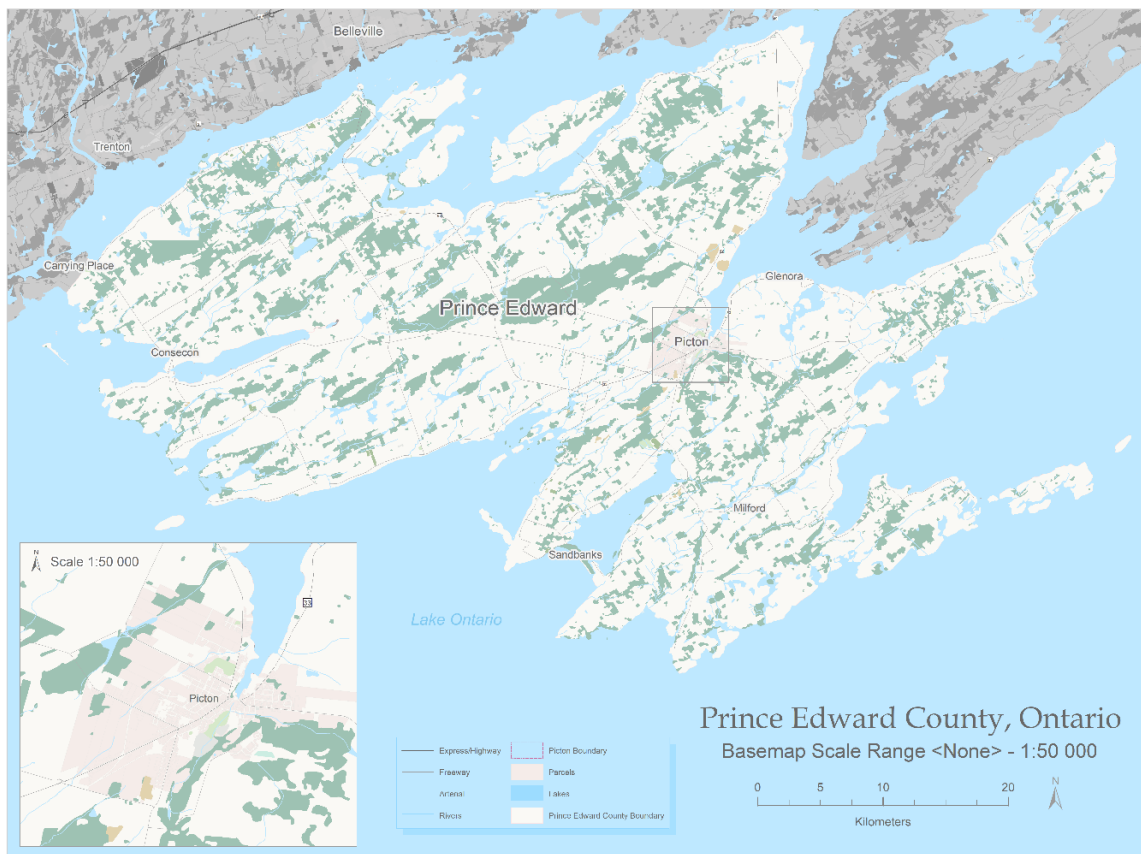 Belleville
Trenton
Carrying Place
Glenora
Prince Edward
Picton
Consecon
Milford
Sandbanks
Lake Ontario
N
Scale 1:50 000
33
Picton
Prince Edward County, Ontario
Basemap Scale Range <None> - 1:50 000
Express/Highway
Picton Boundary
Freeway
Parcels
Arterial
Lakes
Rivers
Prince Edward County Boundary
0 5 10 20
Kilometers
N